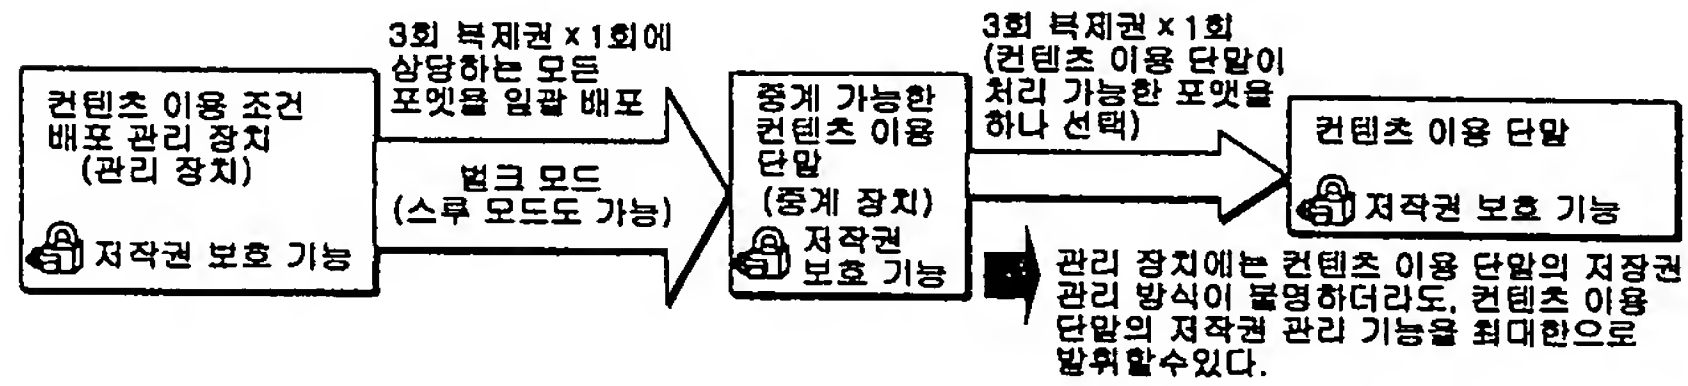 3회 복제권 x 1회에
상당하는 모든
포맷을 일괄 배포
3회 복제권 x 1회
(컨텐츠 이용 단말이
처리 가능한 포맷을
하나 선택)
컨텐츠 이용 조건
배포 관리 장치
(관리 장치)
저작권 보호 기능
벌크 모드
(스루 모드도 가능)
중계 가능한
컨텐츠 이용
단말
(중계 장치)
저작권
보호 기능
컨텐츠 이용 단말
저작권 보호 기능
관리 장치에는 컨텐츠 이용 단말의 저장권
관리 방식이 불명하더라도, 컨텐츠 이용
단말의 저작권 관리 기능을 최대한으로
발휘할수있다.